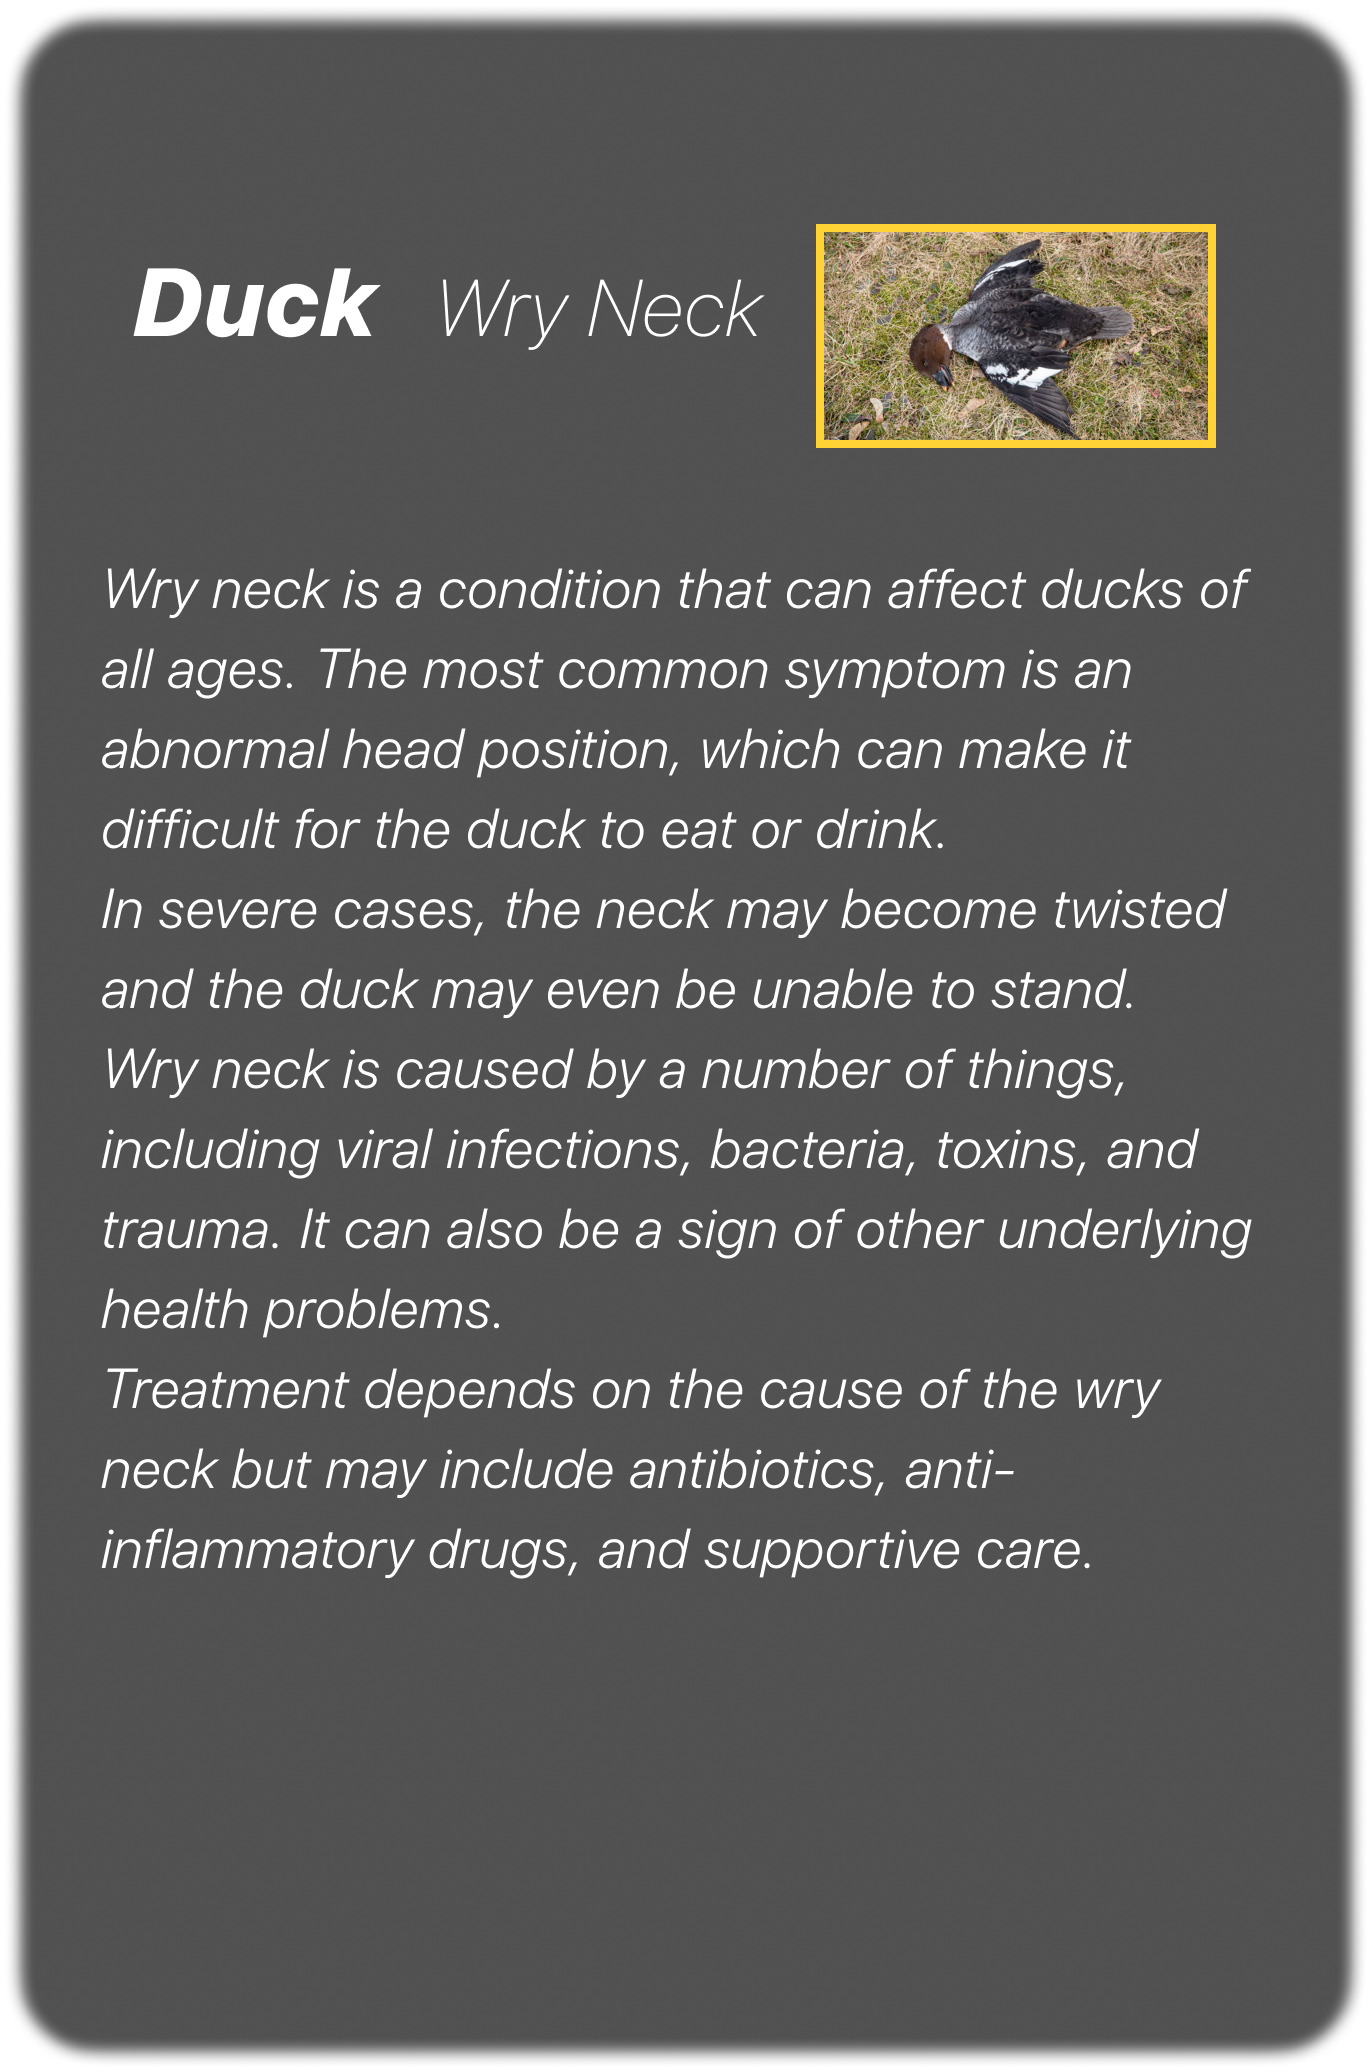 Duck Wry Neck
Wry neck is a condition that can affect ducks of
all ages. The most common symptom is an
abnormal head position, which can make it
difficult for the duck to eat or drink.
In severe cases, the neck may become twisted
and the duck may even be unable to stand.
Wry neck is caused by a number of things,
including viral infections, bacteria, toxins, and
trauma. It can also be a sign of other underlying
health problems.
Treatment depends on the cause of the wry
neck but may include antibiotics, anti-
inflammatory drugs, and supportive care.